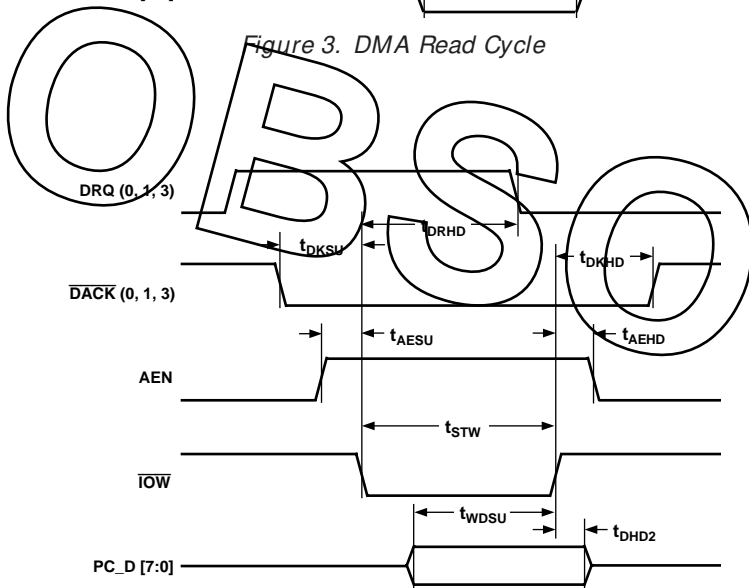 Figure 3. DMA Read Cycle
OBSO
DRQ (0, 1, 3)
tDRHD
tDKSU
tDKHD
DACK (0, 1, 3)
tAESU
tAEHD
AEN
tSTW
IOW
tWDSU
tDHD2
PC_D [7:0]